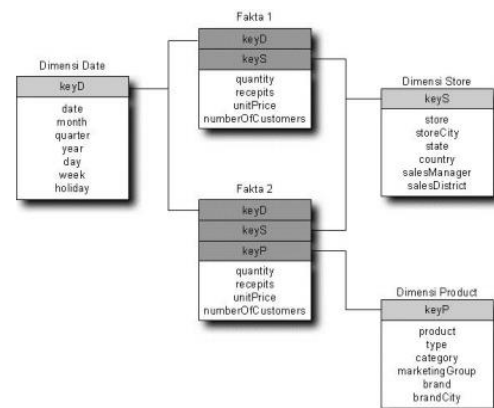 Fakta 1
keyD
keyS
quantity
recepits
unitPrice
numberOfCustomers
Dimensi Date
keyD
date
month
quarter
year
day
week
holiday
Dimensi Store
keyS
store
storeCity
state
country
salesManager
salesDistrict
Fakta 2
keyD
keyS
keyP
quantity
recepits
unitPrice
numberOfCustomers
Dimensi Product
keyP
product
type
category
marketingGroup
brand
brandCity